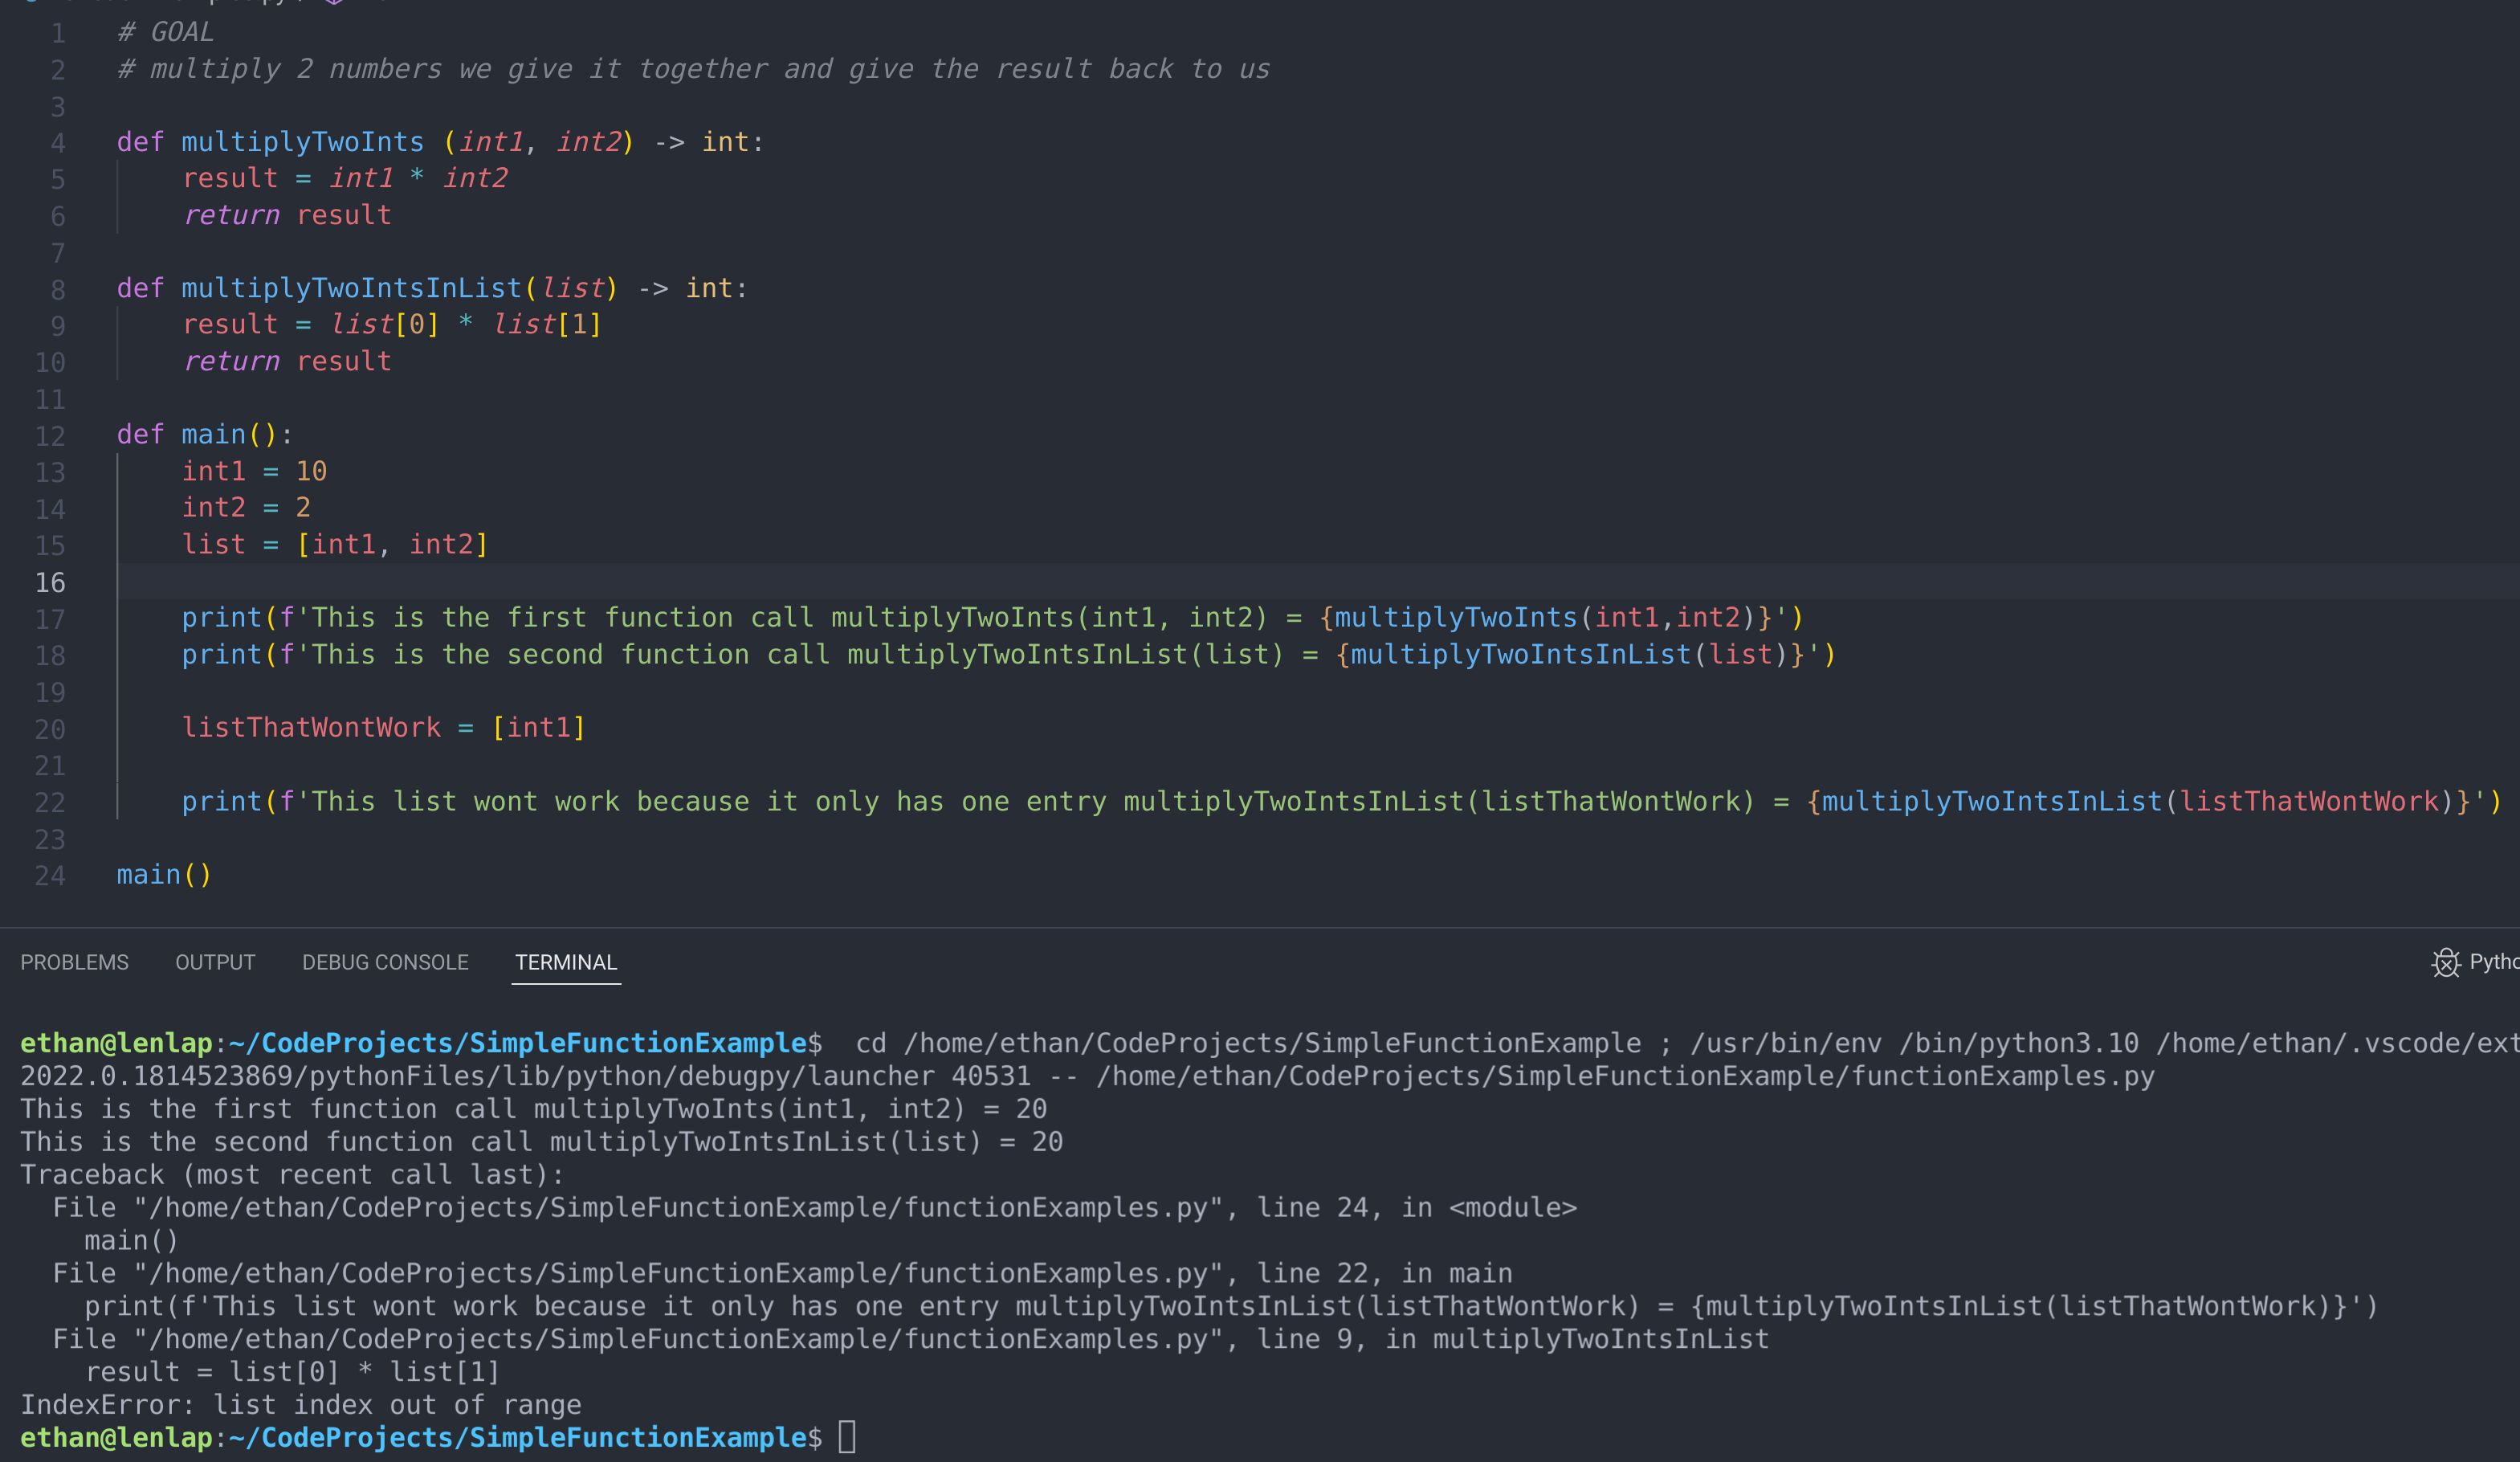 1 # GOAL
2 # multiply 2 numbers we give it together and give the result back to us
3
4 def multiplyTwoInts (int1, int2) -> int:
5     result = int1 * int2
6     return result
7
8 def multiplyTwoIntsInList(list) -> int:
9     result = list[0] * list[1]
10     return result
11
12 def main():
13     int1 = 10
14     int2 = 2
15     list = [int1, int2]
16
17     print(f'This is the first function call multiplyTwoInts(int1, int2) = {multiplyTwoInts(int1,int2)}')
18     print(f'This is the second function call multiplyTwoIntsInList(list) = {multiplyTwoIntsInList(list)}')
19
20     listThatWontWork = [int1]
21
22     print(f'This list wont work because it only has one entry multiplyTwoIntsInList(listThatWontWork) = {multiplyTwoIntsInList(listThatWontWork)}')
23
24 main()
PROBLEMS OUTPUT DEBUG CONSOLE TERMINAL Pytho
ethan@lenlap:~/CodeProjects/SimpleFunctionExample$  cd /home/ethan/CodeProjects/SimpleFunctionExample ; /usr/bin/env /bin/python3.10 /home/ethan/.vscode/ext
2022.0.1814523869/pythonFiles/lib/python/debugpy/launcher 40531 -- /home/ethan/CodeProjects/SimpleFunctionExample/functionExamples.py
This is the first function call multiplyTwoInts(int1, int2) = 20
This is the second function call multiplyTwoIntsInList(list) = 20
Traceback (most recent call last):
  File "/home/ethan/CodeProjects/SimpleFunctionExample/functionExamples.py", line 24, in <module>
    main()
  File "/home/ethan/CodeProjects/SimpleFunctionExample/functionExamples.py", line 22, in main
    print(f'This list wont work because it only has one entry multiplyTwoIntsInList(listThatWontWork) = {multiplyTwoIntsInList(listThatWontWork)}')
  File "/home/ethan/CodeProjects/SimpleFunctionExample/functionExamples.py", line 9, in multiplyTwoIntsInList
    result = list[0] * list[1]
IndexError: list index out of range
ethan@lenlap:~/CodeProjects/SimpleFunctionExample$